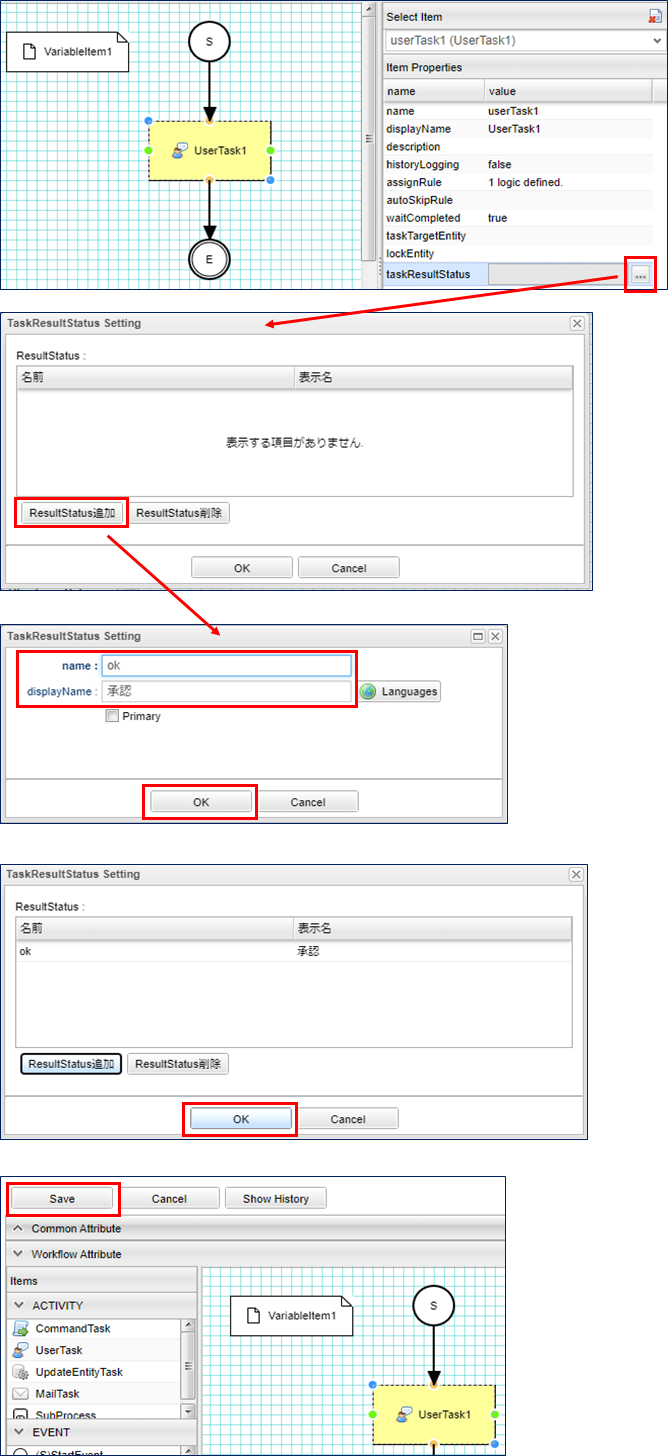 VariableItem1
S
UserTask1
E
Select Item
userTask1 (UserTask1)
Item Properties
name value
name userTask1
displayName UserTask1
description
historyLogging false
assignRule 1 logic defined.
autoSkipRule
waitCompleted true
taskTargetEntity
lockEntity
taskResultStatus ...
TaskResultStatus Setting
ResultStatus :
名前 表示名
表示する項目がありません.
ResultStatus追加 ResultStatus削除
OK Cancel
TaskResultStatus Setting
name : ok
displayName : 承認 Languages
Primary
OK Cancel
TaskResultStatus Setting
ResultStatus :
名前 表示名
ok 承認
ResultStatus追加 ResultStatus削除
OK Cancel
Save Cancel Show History
Common Attribute
Workflow Attribute
Items
ACTIVITY
CommandTask
UserTask
UpdateEntityTask
MailTask
SubProcess
EVENT
(S)StartEvent
VariableItem1
S
UserTask1